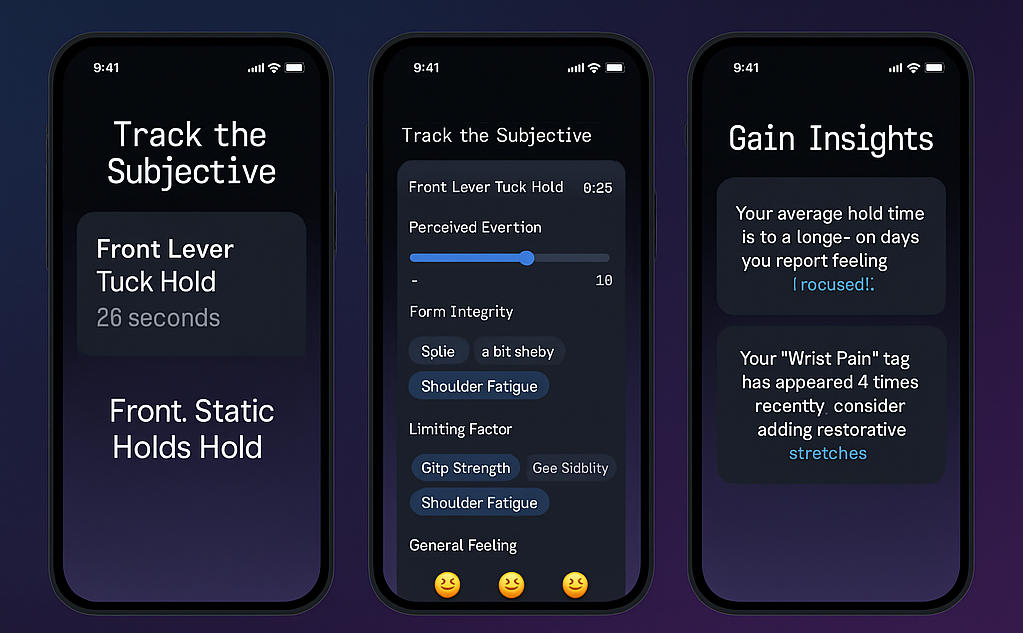 9:41
Track the
Subjective
Front Lever
Tuck Hold
26 seconds
Front. Static
Holds Hold
9:41
Track the Subjective
Front Lever Tuck Hold 0:25
Perceived Evertion
- 10
Form Integrity
Splie a bit sheby
Shoulder Fatigue
Limiting Factor
Gitp Strength Gee Sidblity
Shoulder Fatigue
General Feeling
9:41
Gain Insights
Your average hold time
is to a longe- on days
you report feeling
rocused!
Your "Wrist Pain" tag
has appeared 4 times
recentty consider
adding restorative
stretches